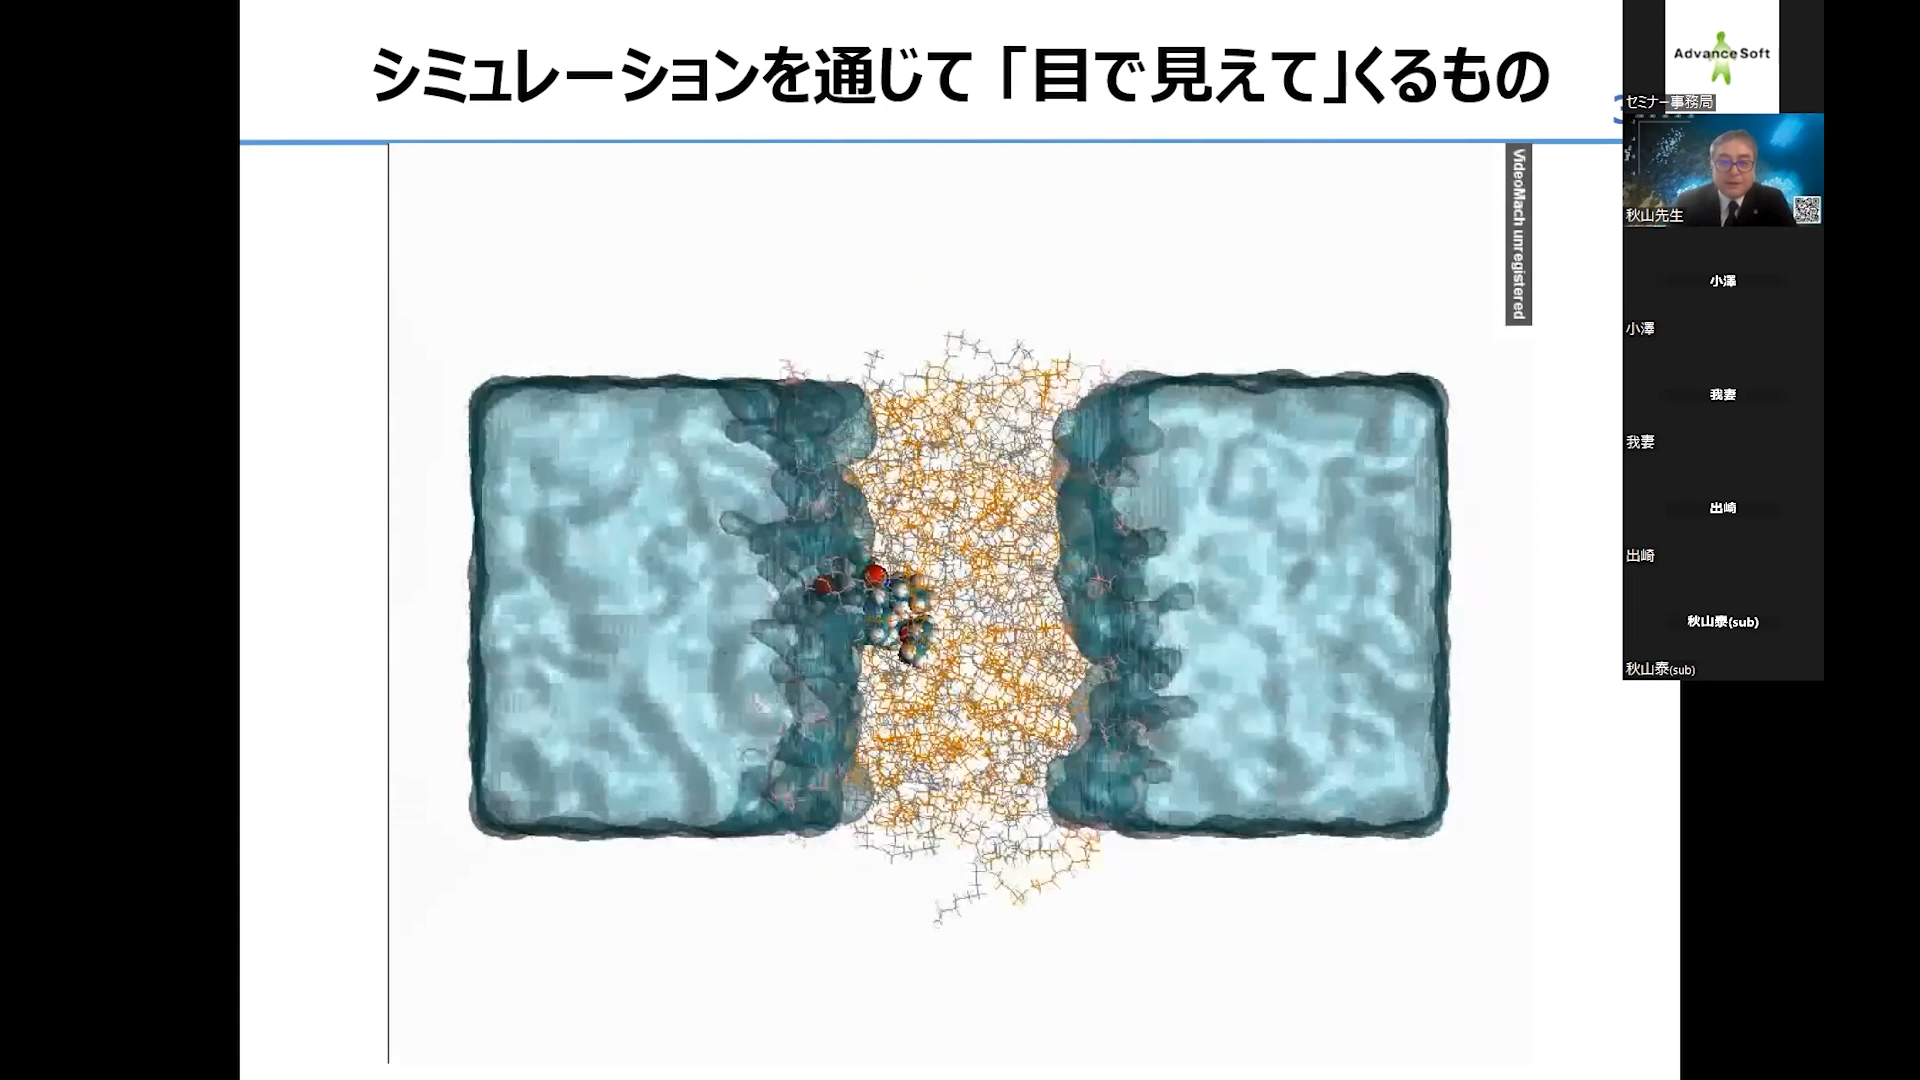 シミュレーションを通じて「目で見えて」くるもの
VideoMach unregistered
AdvanceSoft
セミナー事務局
秋山先生
小澤
小澤
我妻
我妻
出崎
出崎
秋山泰(sub)
秋山泰(sub)